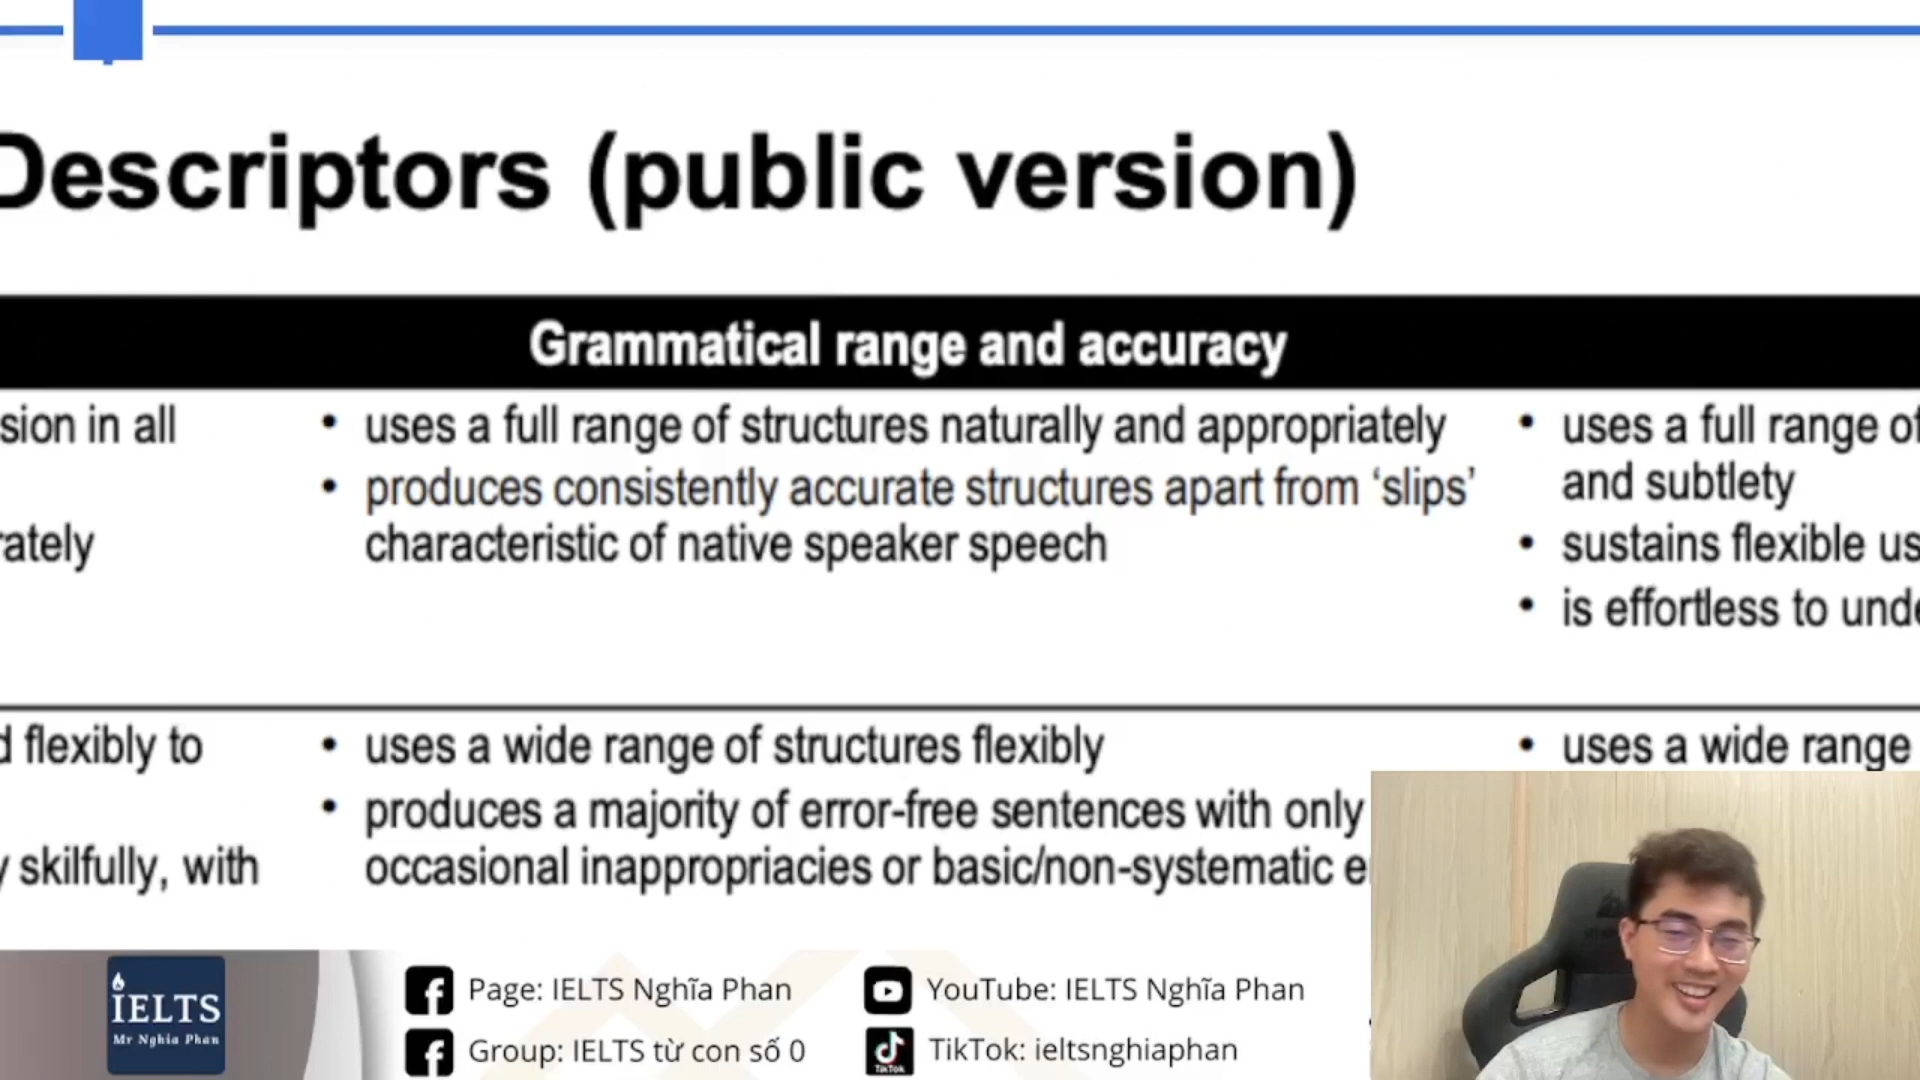 Descriptors (public version)
Grammatical range and accuracy
sion in all
rately
• uses a full range of structures naturally and appropriately
• produces consistently accurate structures apart from ‘slips’
characteristic of native speaker speech
• uses a full range of
and subtlety
• sustains flexible us
• is effortless to unde
d flexibly to
y skilfully, with
• uses a wide range of structures flexibly
• produces a majority of error-free sentences with only
occasional inappropriacies or basic/non-systematic e
• uses a wide range
IELTS
Mr Nghia Phan
Page: IELTS Nghĩa Phan
Group: IELTS từ con số 0
YouTube: IELTS Nghĩa Phan
TikTok
TikTok: ieltsnghiaphan